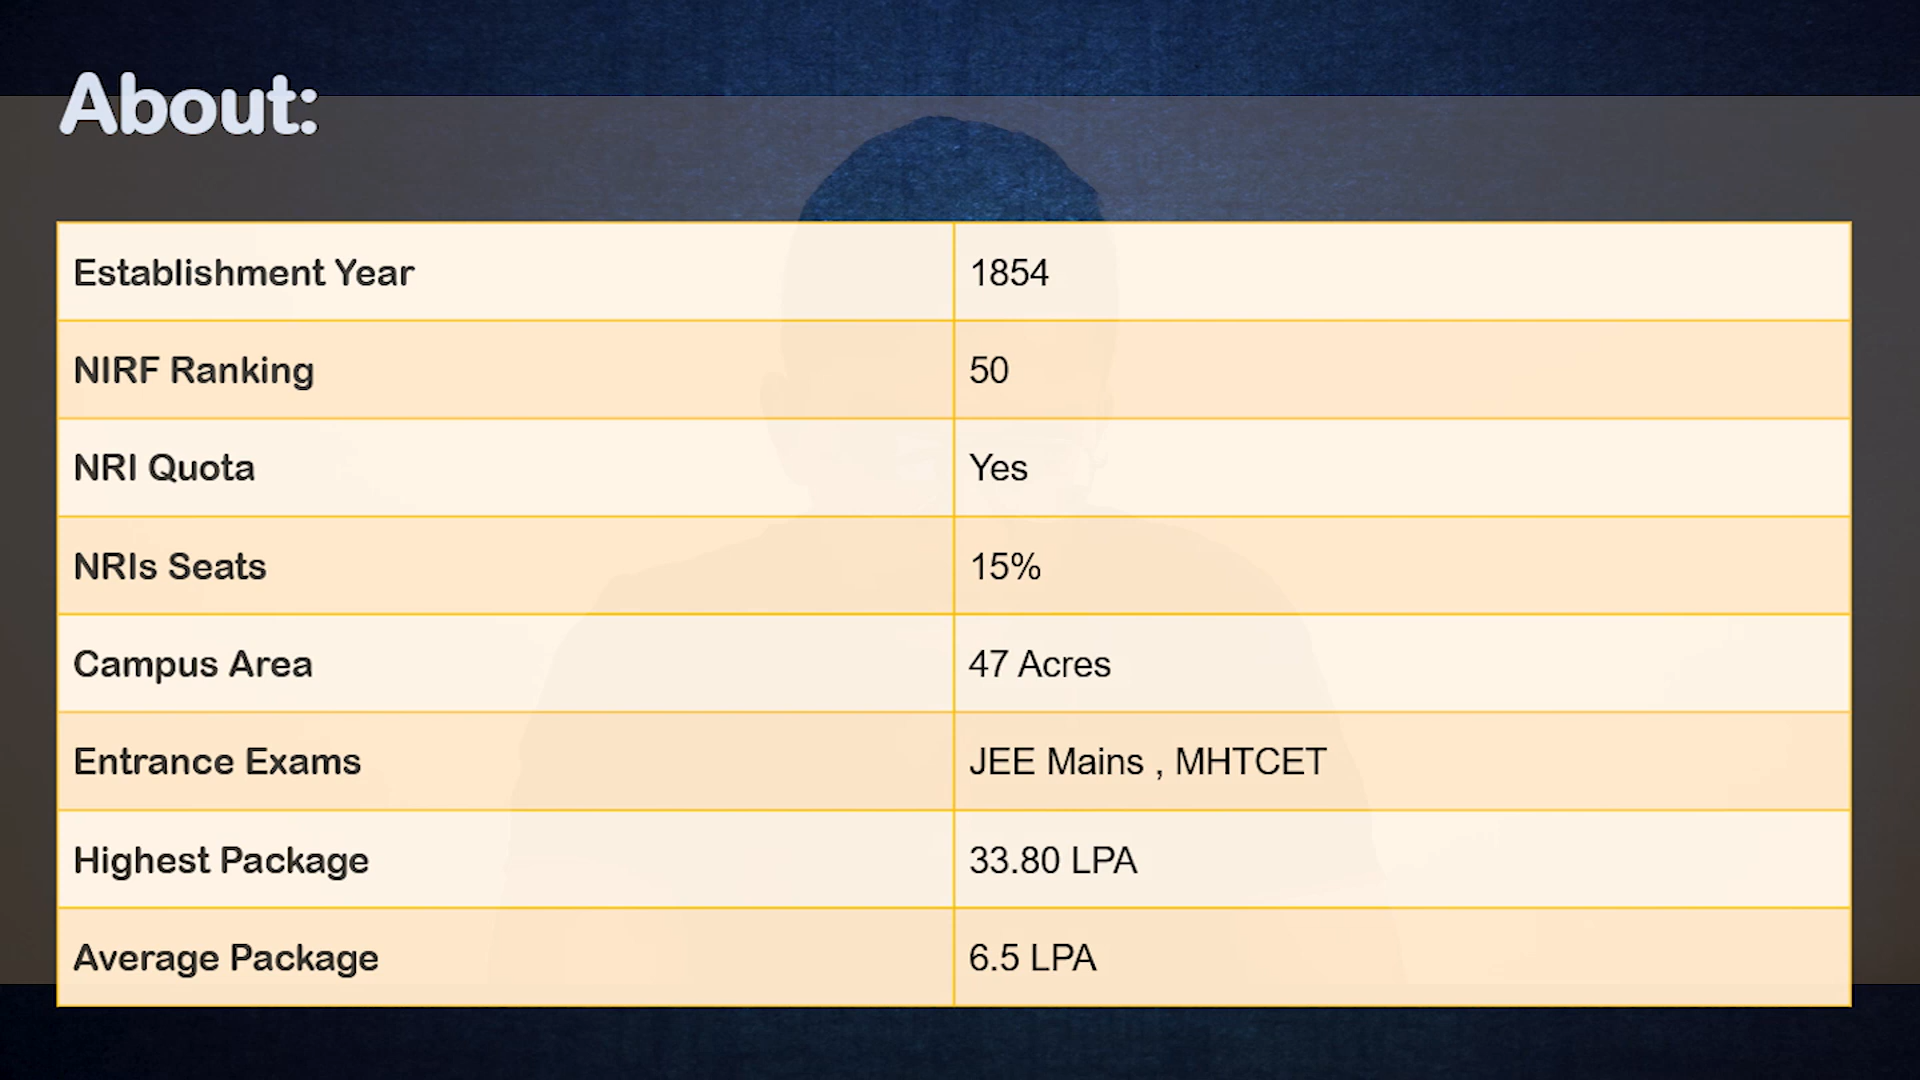 About:
Establishment Year 1854
NIRF Ranking 50
NRI Quota Yes
NRIs Seats 15%
Campus Area 47 Acres
Entrance Exams JEE Mains , MHTCET
Highest Package 33.80 LPA
Average Package 6.5 LPA